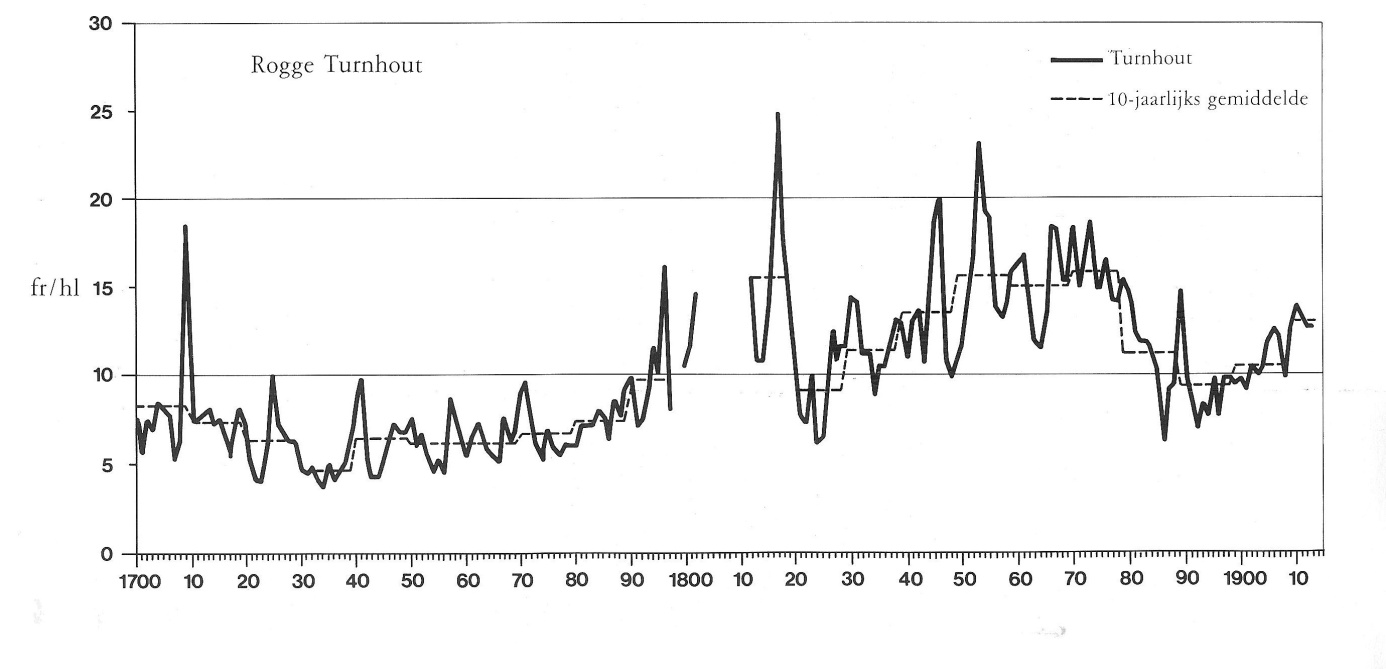 30
Rogge Turnhout
Turnhout
10-jaarlijks gemiddelde
25
20
fr/hl 15
10
5
0
1700 10 20 30 40 50 60 70 80 90 1800 10 20 30 40 50 60 70 80 90 1900 10